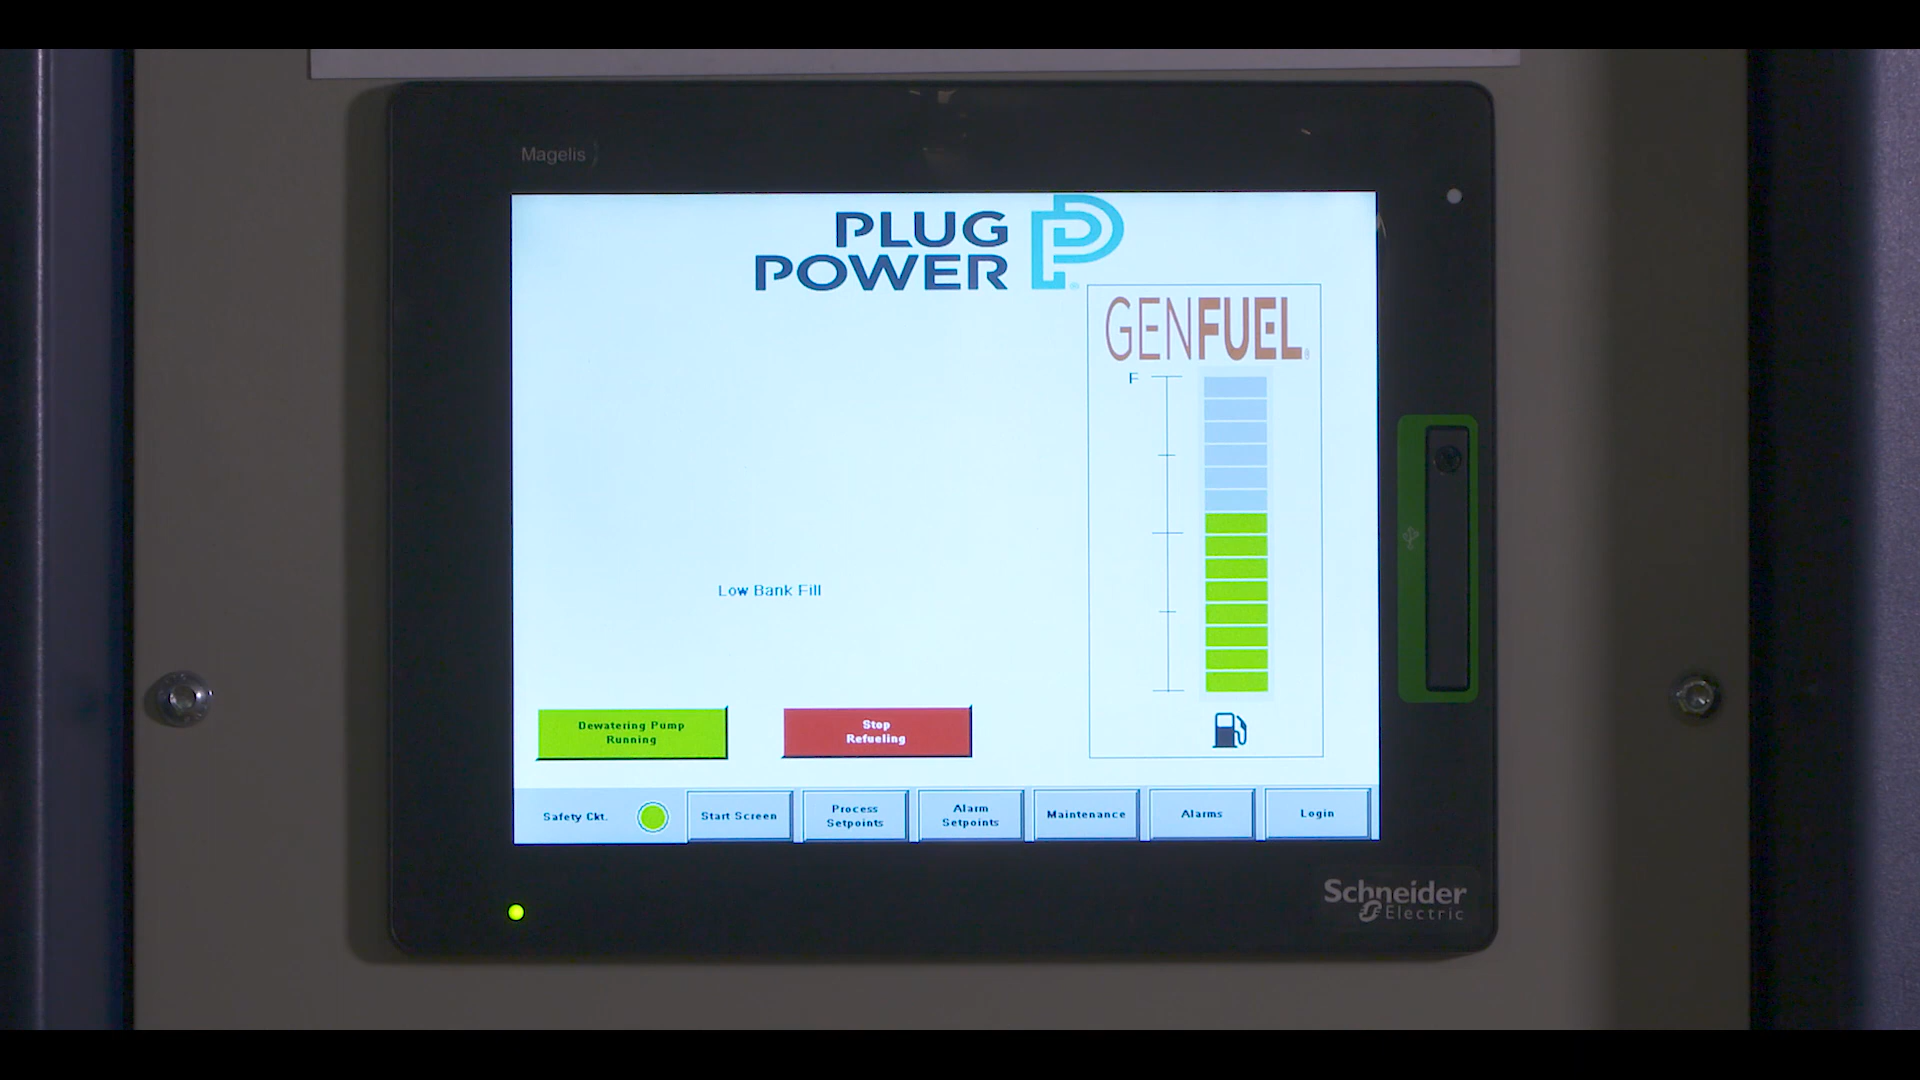 Magelis
PLUG
POWER
GENFUEL®
F
Low Bank Fill
Dewatering Pump
Running
Stop
Refueling
Safety Ckt.
Start Screen
Process
Setpoints
Alarm
Setpoints
Maintenance
Alarms
Login
Schneider
Electric